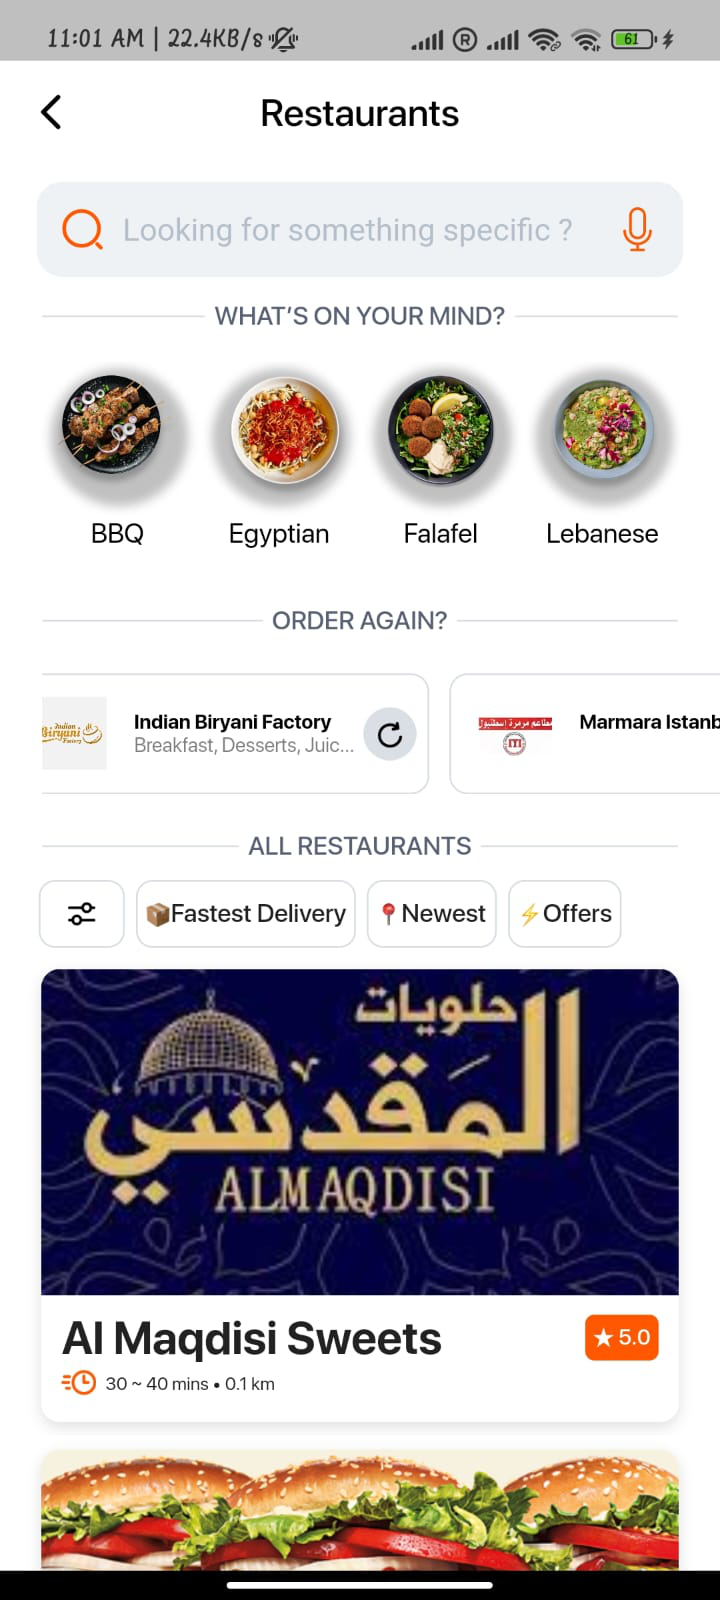 11:01 AM | 22.4KB/s
R
61
Restaurants
Looking for something specific ?
WHAT'S ON YOUR MIND?
BBQ
Egyptian
Falafel
Lebanese
ORDER AGAIN?
Indian
Biryani
Factory
Indian Biryani Factory
Breakfast, Desserts, Juic...
مطاعم مرمرة اسطنبول
Marmara Istanb
ALL RESTAURANTS
📦Fastest Delivery
📍Newest
⚡Offers
حلويات
المقدسي
ALMAQDISI
Al Maqdisi Sweets
★ 5.0
30 ~ 40 mins • 0.1 km